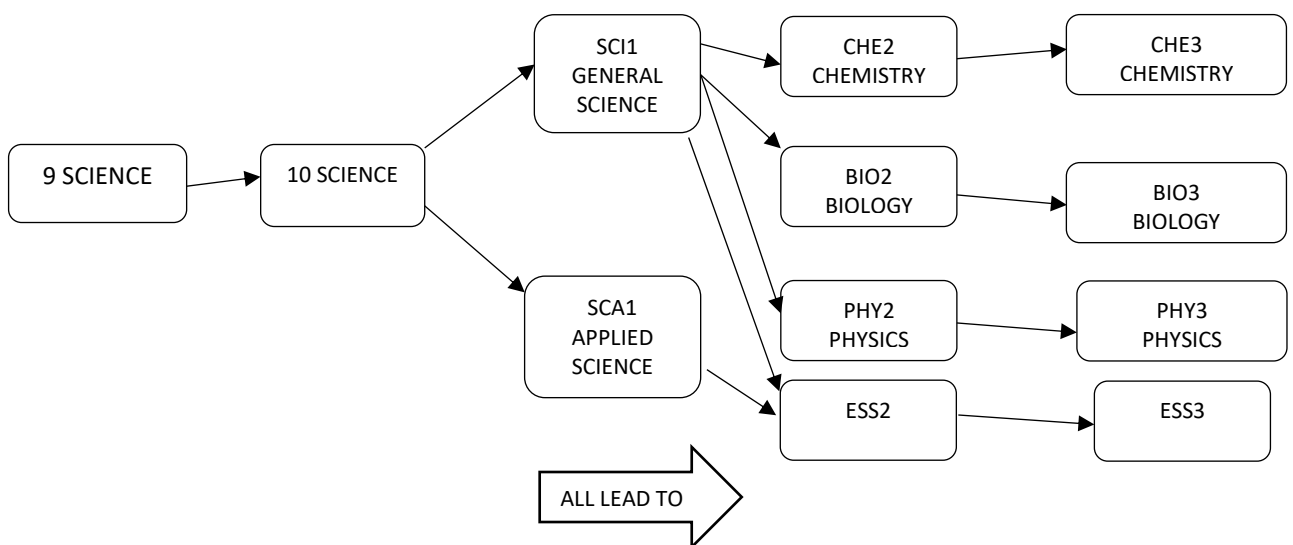 9 SCIENCE
10 SCIENCE
SCI1
GENERAL
SCIENCE
SCA1
APPLIED
SCIENCE
CHE2
CHEMISTRY
BIO2
BIOLOGY
PHY2
PHYSICS
ESS2
CHE3
CHEMISTRY
BIO3
BIOLOGY
PHY3
PHYSICS
ESS3
ALL LEAD TO